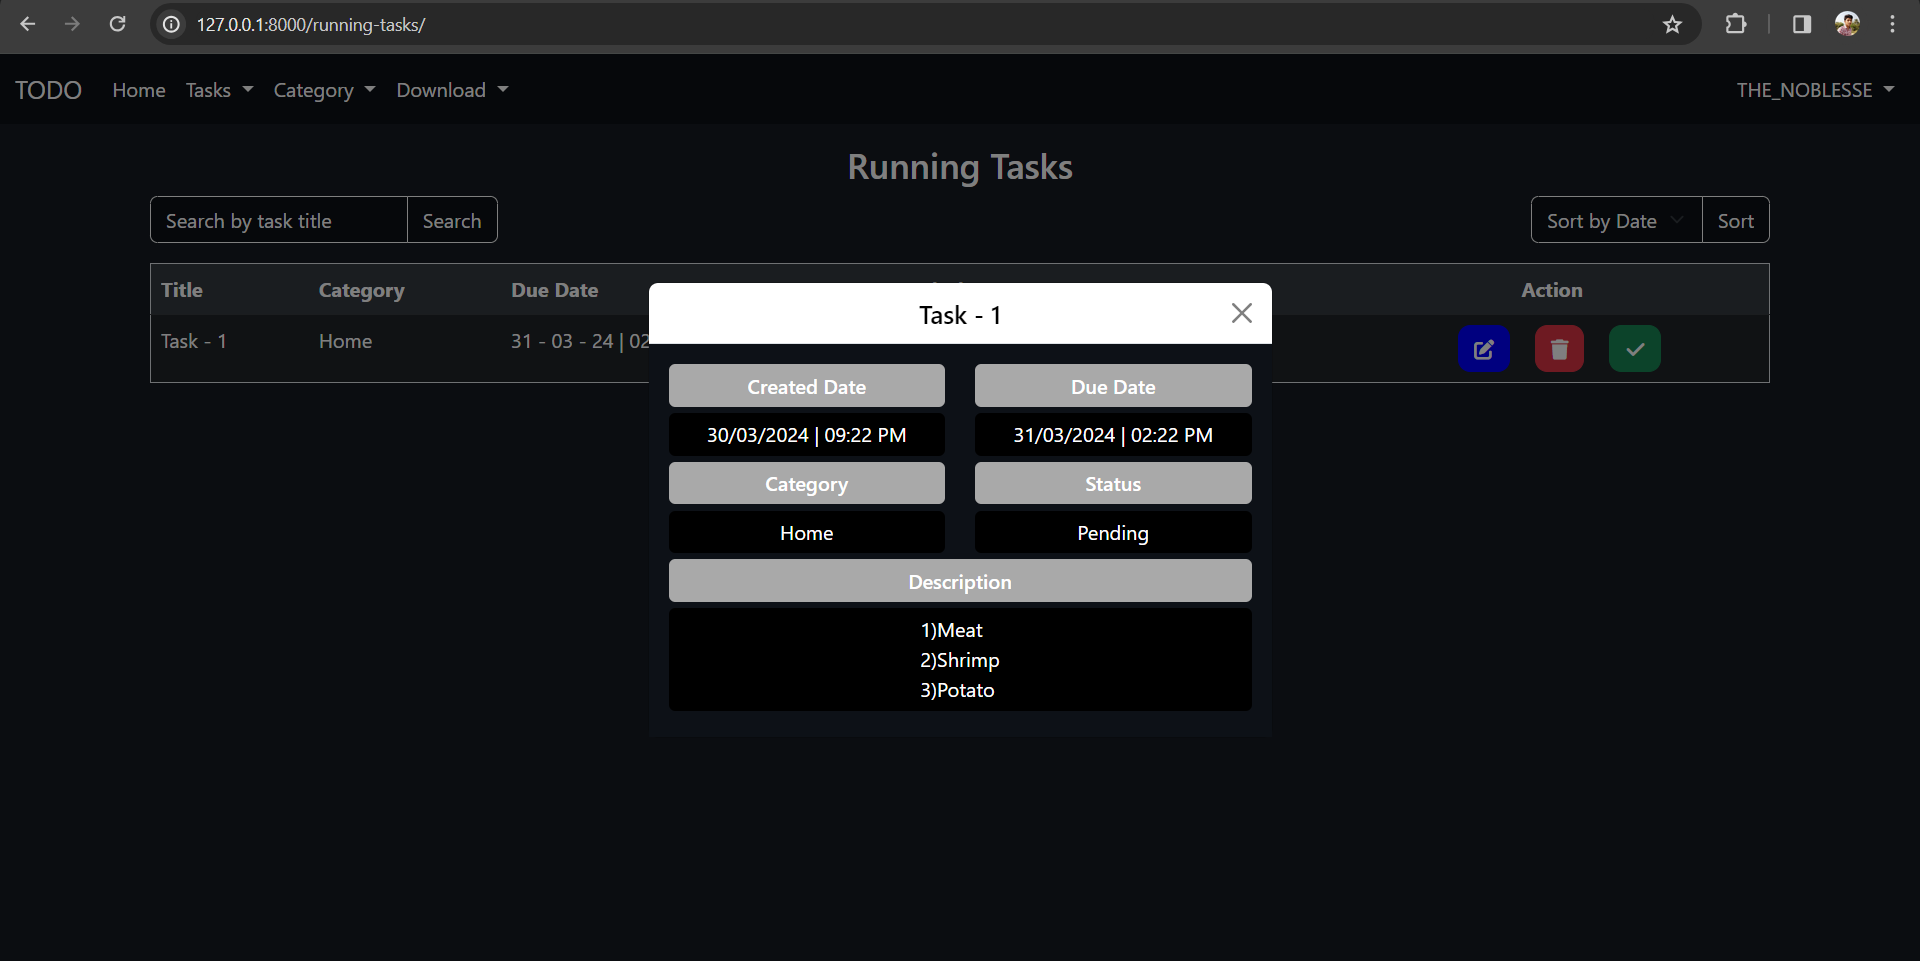 127.0.0.1:8000/running-tasks/
TODO Home Tasks Category Download THE_NOBLESSE
Running Tasks
Search by task title Search Sort by Date Sort
Title Category Due Date Action
Task - 1 Home 31 - 03 - 24 | 02
Task - 1
Created Date Due Date
30/03/2024 | 09:22 PM 31/03/2024 | 02:22 PM
Category Status
Home Pending
Description
1)Meat
2)Shrimp
3)Potato